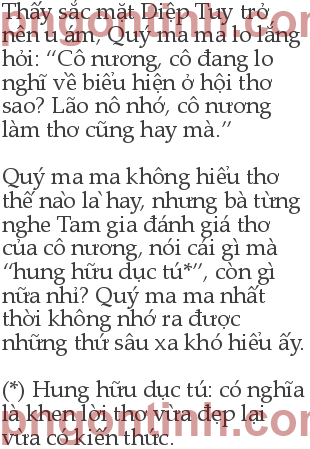 Thấy sắc mặt Diệp Tuy trở
nên u ám, Quý ma ma lo lắng
hỏi: “Cô nương, cô đang lo
nghĩ về biểu hiện ở hội thơ
sao? Lão nô nhớ, cô nương
làm thơ cũng hay mà.”
Quý ma ma không hiểu thơ
thế nào là hay, nhưng bà từng
nghe Tam gia đánh giá thơ
của cô nương, nói cái gì mà
“hung hữu dục tú*”, còn gì
nữa nhỉ? Quý ma ma nhất
thời không nhớ ra được
những thứ sâu xa khó hiểu ấy.
(*) Hung hữu dục tú: có nghĩa
là khen lời thơ vừa đẹp lại
vừa có kiến thức.
pngontinh.com
pngontinh.com